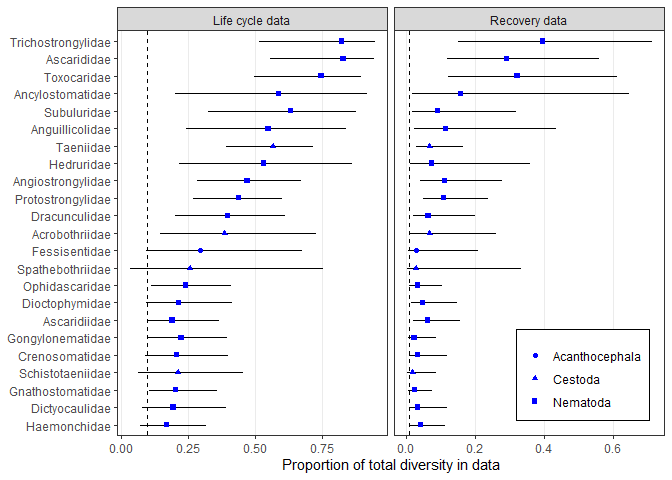 Life cycle data
Recovery data
Trichostrongylidae
Ascarididae
Toxocaridae
Ancylostomatidae
Subuluridae
Anguillicolidae
Taeniidae
Hedruridae
Angiostrongylidae
Protostrongylidae
Dracunculidae
Acrobothriidae
Fessisentidae
Spathebothriidae
Ophidascaridae
Dioctophymidae
Ascaridiidae
Gongylonematidae
Crenosomatidae
Schistotaeniidae
Gnathostomatidae
Dictyocaulidae
Haemonchidae
Acanthocephala
Cestoda
Nematoda
0.00 0.25 0.50 0.75
0.0 0.2 0.4 0.6
Proportion of total diversity in data